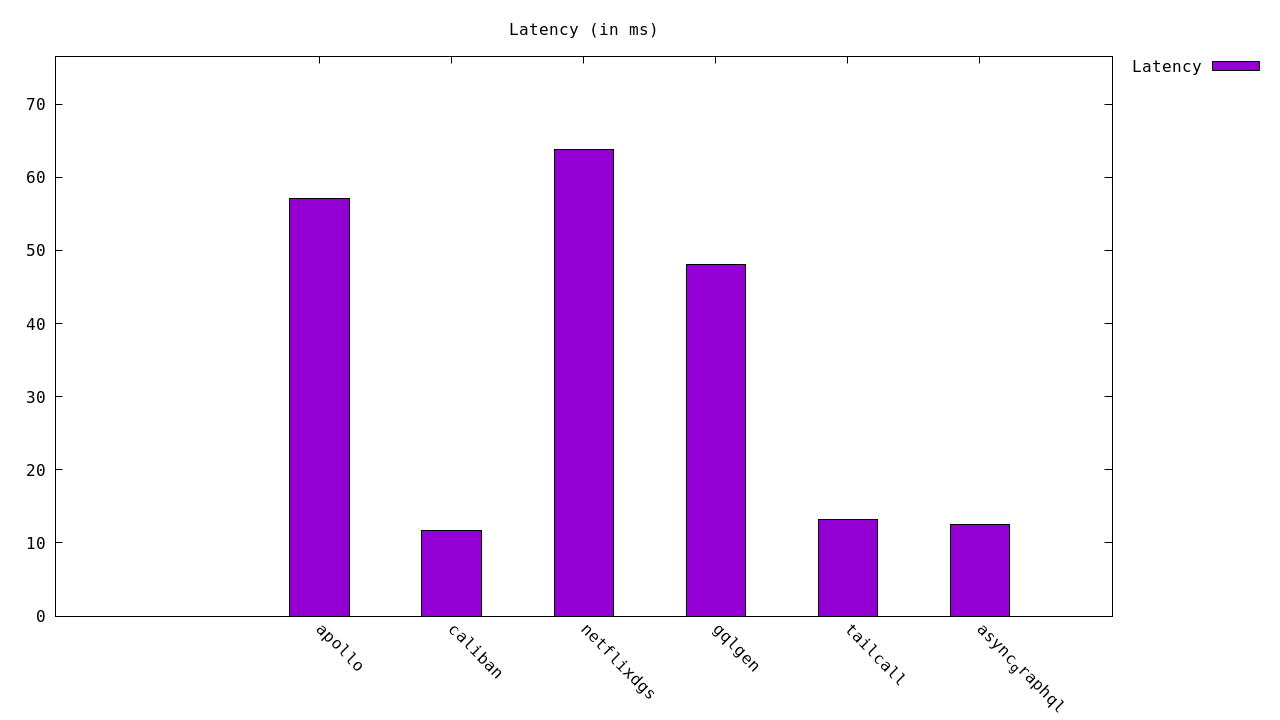 Latency (in ms)
Latency
70
60
50
40
30
20
10
0
apollo
caliban
netflixdgs
gqlgen
tailcall
asyncgraphql